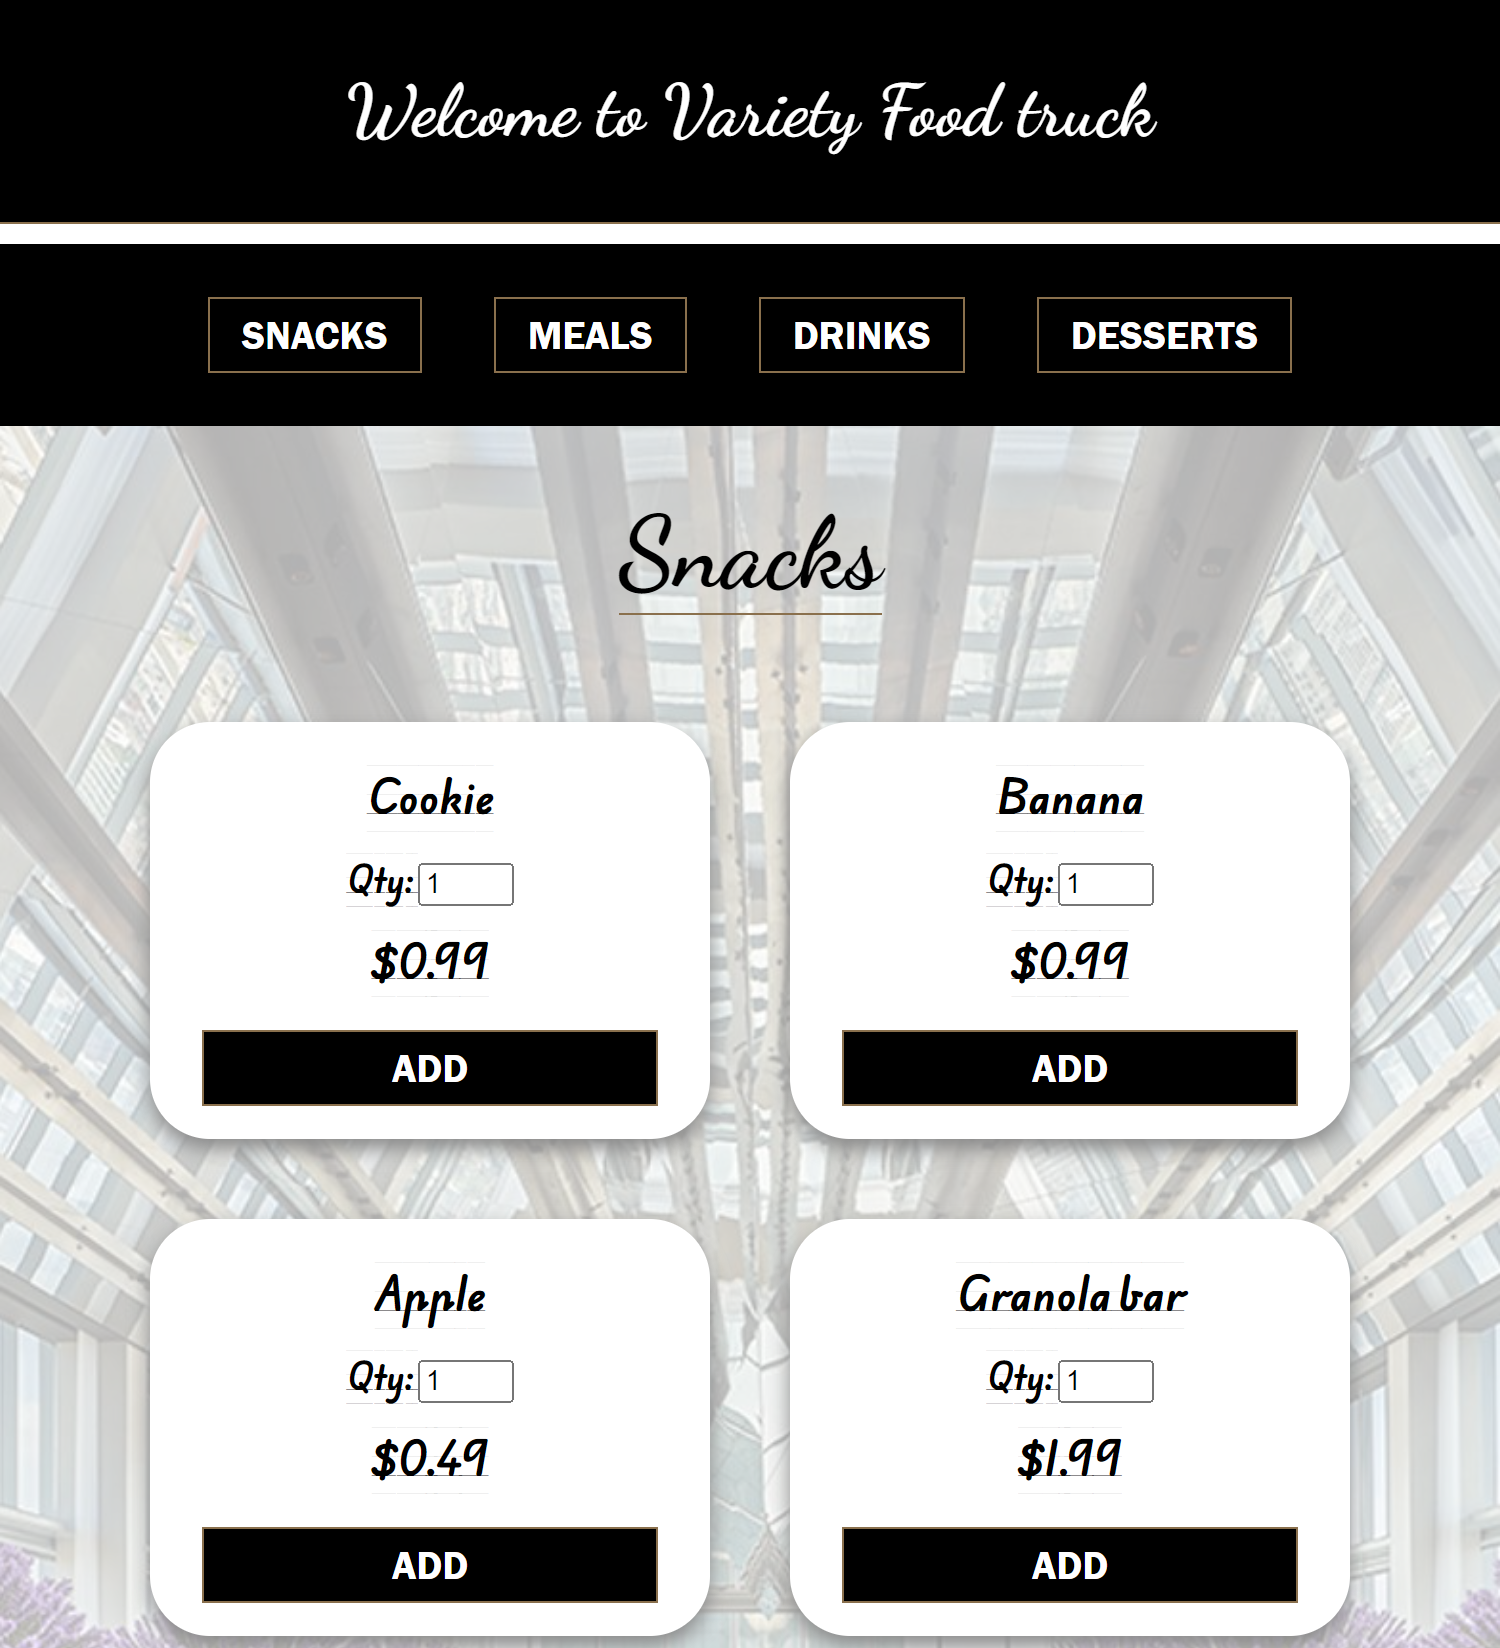 Welcome to Variety Food truck
SNACKS MEALS DRINKS DESSERTS
Snacks
Cookie
Qty: 1
$0.99
ADD
Banana
Qty: 1
$0.99
ADD
Apple
Qty: 1
$0.49
ADD
Granola bar
Qty: 1
$1.99
ADD